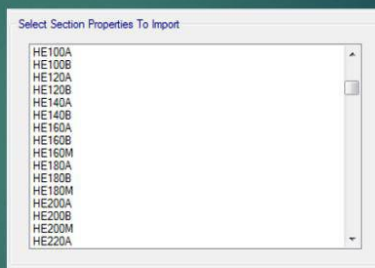 Select Section Properties To Import
HE100A
HE100B
HE120A
HE120B
HE140A
HE140B
HE160A
HE160B
HE160M
HE180A
HE180B
HE180M
HE200A
HE200B
HE200M
HE220A